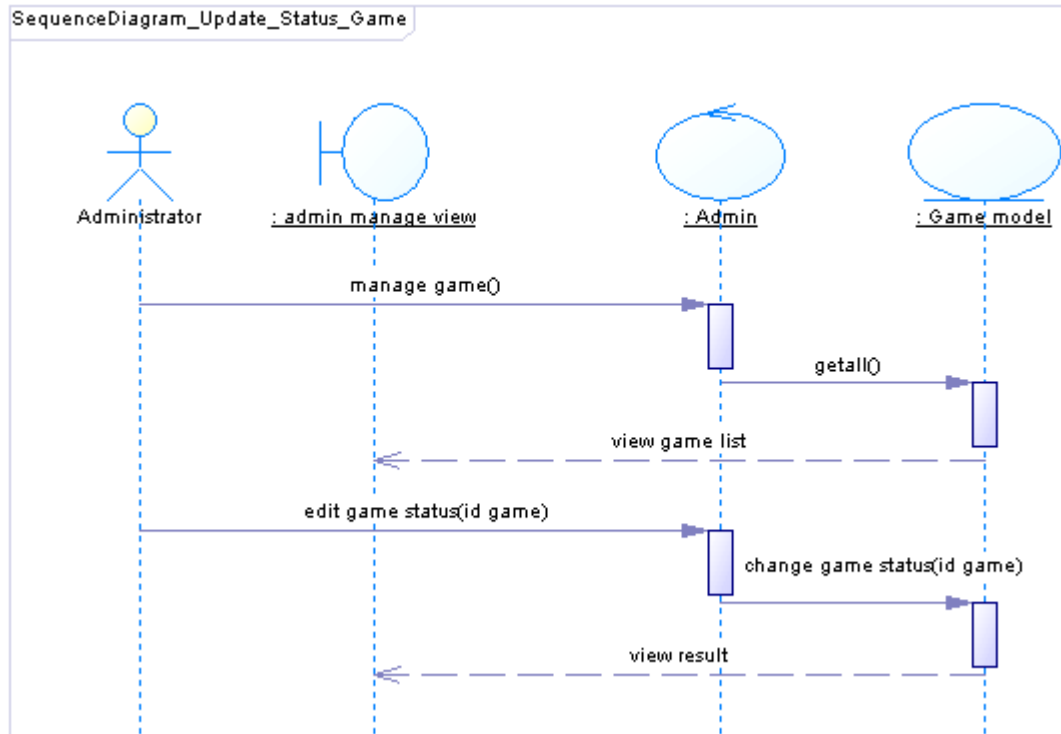 SequenceDiagram_Update_Status_Game
Administrator
: admin manage view
: Admin
: Game model
manage game()
getall()
view game list
edit game status(id game)
change game status(id game)
view result